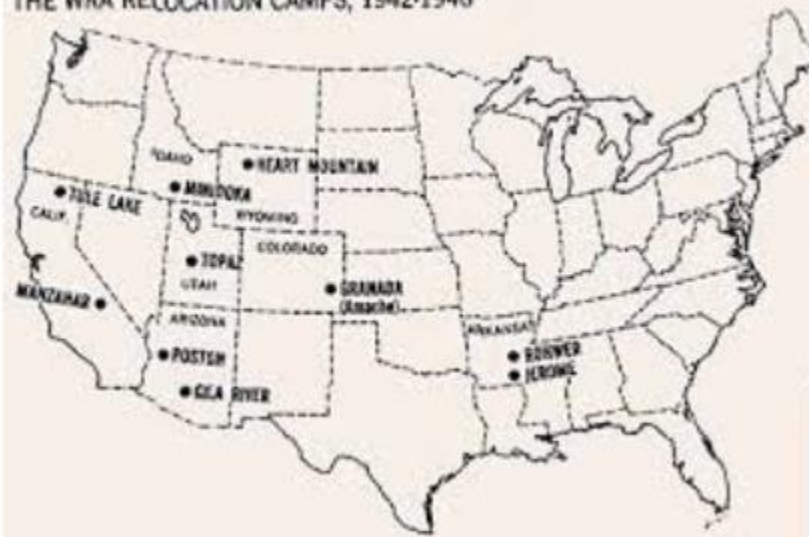 THE WRA RELOCATION CAMPS, 1942-1946
IDAHO
HEART MOUNTAIN
MINIDOKA
TULE LAKE
CALIF.
WYOMING
COLORADO
TOPAZ
UTAH
GRANADA
(Amache)
MANZANAR
ARIZONA
ARKANSAS
POSTON
ROHWER
JEROME
GILA RIVER